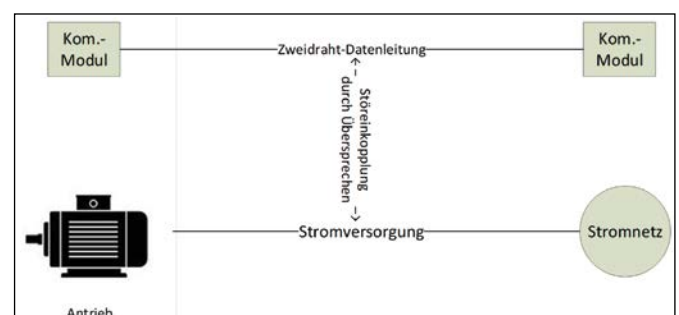 Kom.-
Modul
Zweidraht-Datenleitung
Kom.-
Modul
Störeinkopplung
durch Übersprechen
Stromversorgung
Stromnetz
Antrieb